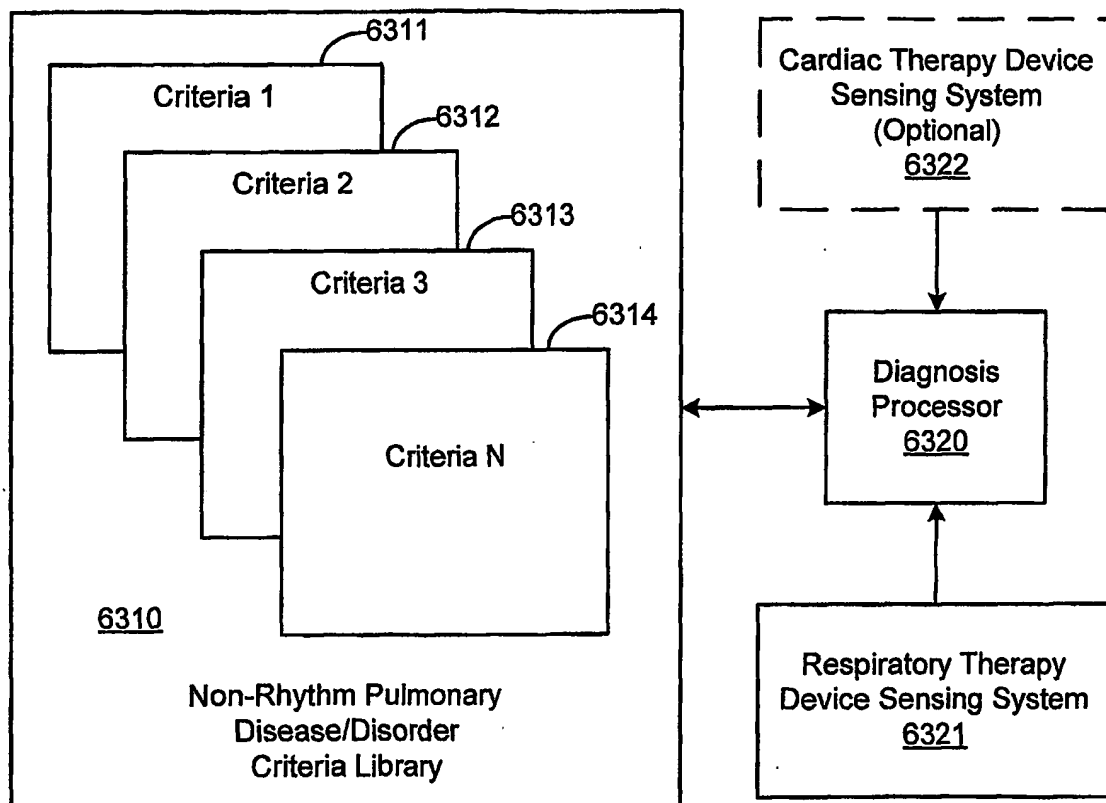 6311
Criteria 1
6312
Criteria 2
6313
Criteria 3
6314
Criteria N
6310
Non-Rhythm Pulmonary
Disease/Disorder
Criteria Library
Cardiac Therapy Device
Sensing System
(Optional)
6322
Diagnosis
Processor
6320
Respiratory Therapy
Device Sensing System
6321